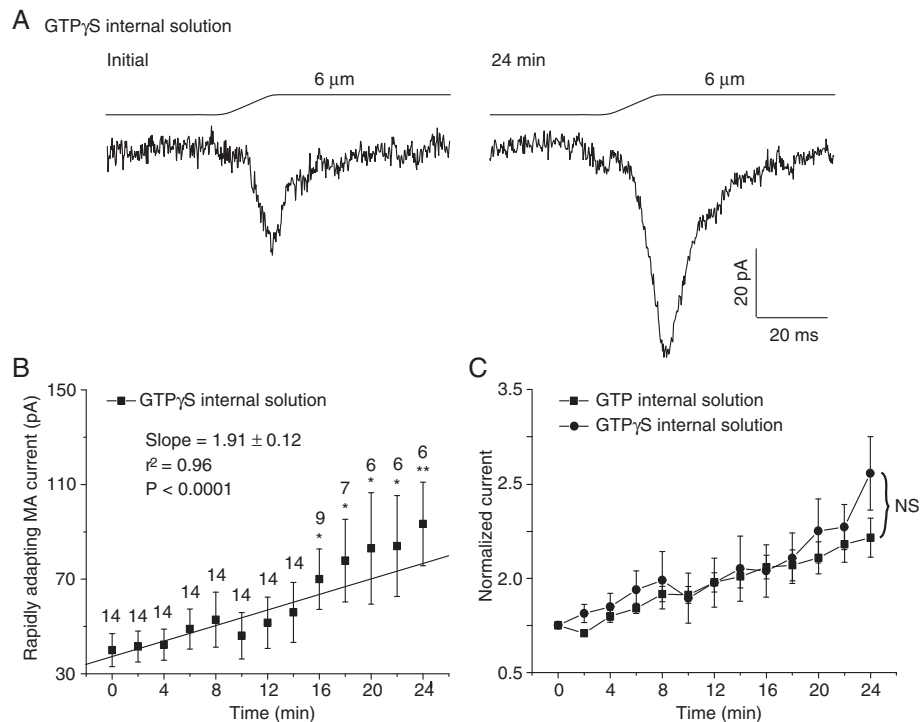 A
GTPγS internal solution
Initial
6 μm
24 min
6 μm
20 pA
20 ms
B
Rapidly adapting MA current (pA)
150
110
70
30
GTPγS internal solution
Slope = 1.91 ± 0.12
r² = 0.96
P < 0.0001
14
14
14
14
14
14
14
14
9
*
7
*
6
*
6
*
6
**
0
4
8
12
16
20
24
Time (min)
C
Normalized current
3.5
2.5
2.0
0.5
GTP internal solution
GTPγS internal solution
NS
0
4
8
12
16
20
24
Time (min)